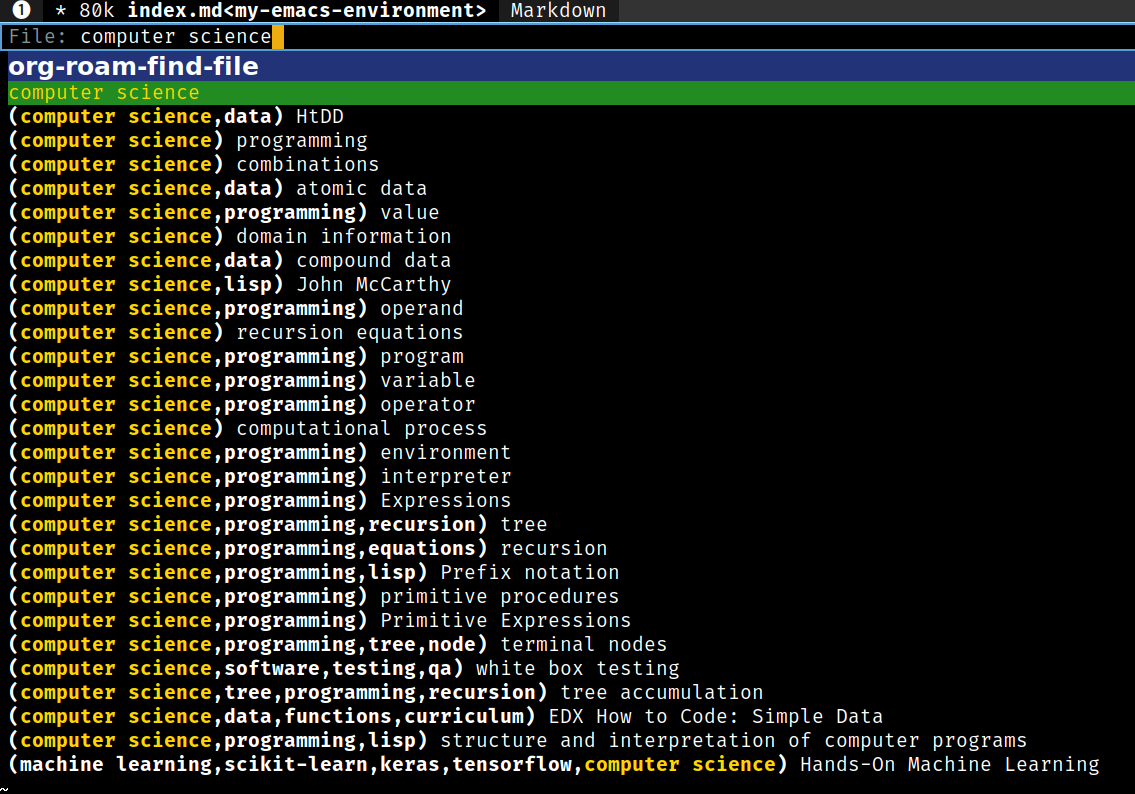 1 * 80k index.md<my-emacs-environment> Markdown
File: computer science
org-roam-find-file
computer science
(computer science,data) HtDD
(computer science) programming
(computer science) combinations
(computer science,data) atomic data
(computer science,programming) value
(computer science) domain information
(computer science,data) compound data
(computer science,lisp) John McCarthy
(computer science,programming) operand
(computer science) recursion equations
(computer science,programming) program
(computer science,programming) variable
(computer science,programming) operator
(computer science) computational process
(computer science,programming) environment
(computer science,programming) interpreter
(computer science,programming) Expressions
(computer science,programming,recursion) tree
(computer science,programming,equations) recursion
(computer science,programming,lisp) Prefix notation
(computer science,programming) primitive procedures
(computer science,programming) Primitive Expressions
(computer science,programming,tree,node) terminal nodes
(computer science,software,testing,qa) white box testing
(computer science,tree,programming,recursion) tree accumulation
(computer science,data,functions,curriculum) EDX How to Code: Simple Data
(computer science,programming,lisp) structure and interpretation of computer programs
(machine learning,scikit-learn,keras,tensorflow,computer science) Hands-On Machine Learning
~